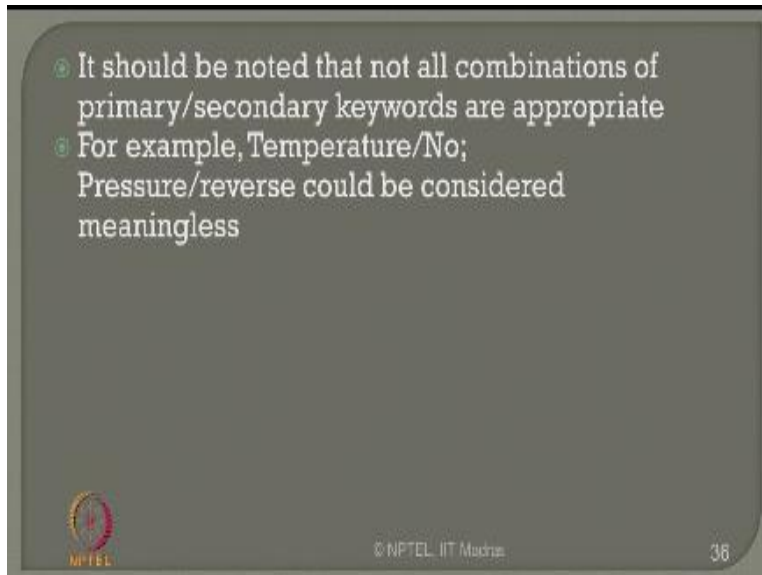 It should be noted that not all combinations of
primary/secondary keywords are appropriate
For example, Temperature/No;
Pressure/reverse could be considered
meaningless
NPTEL
© NPTEL, IIT Madras
36